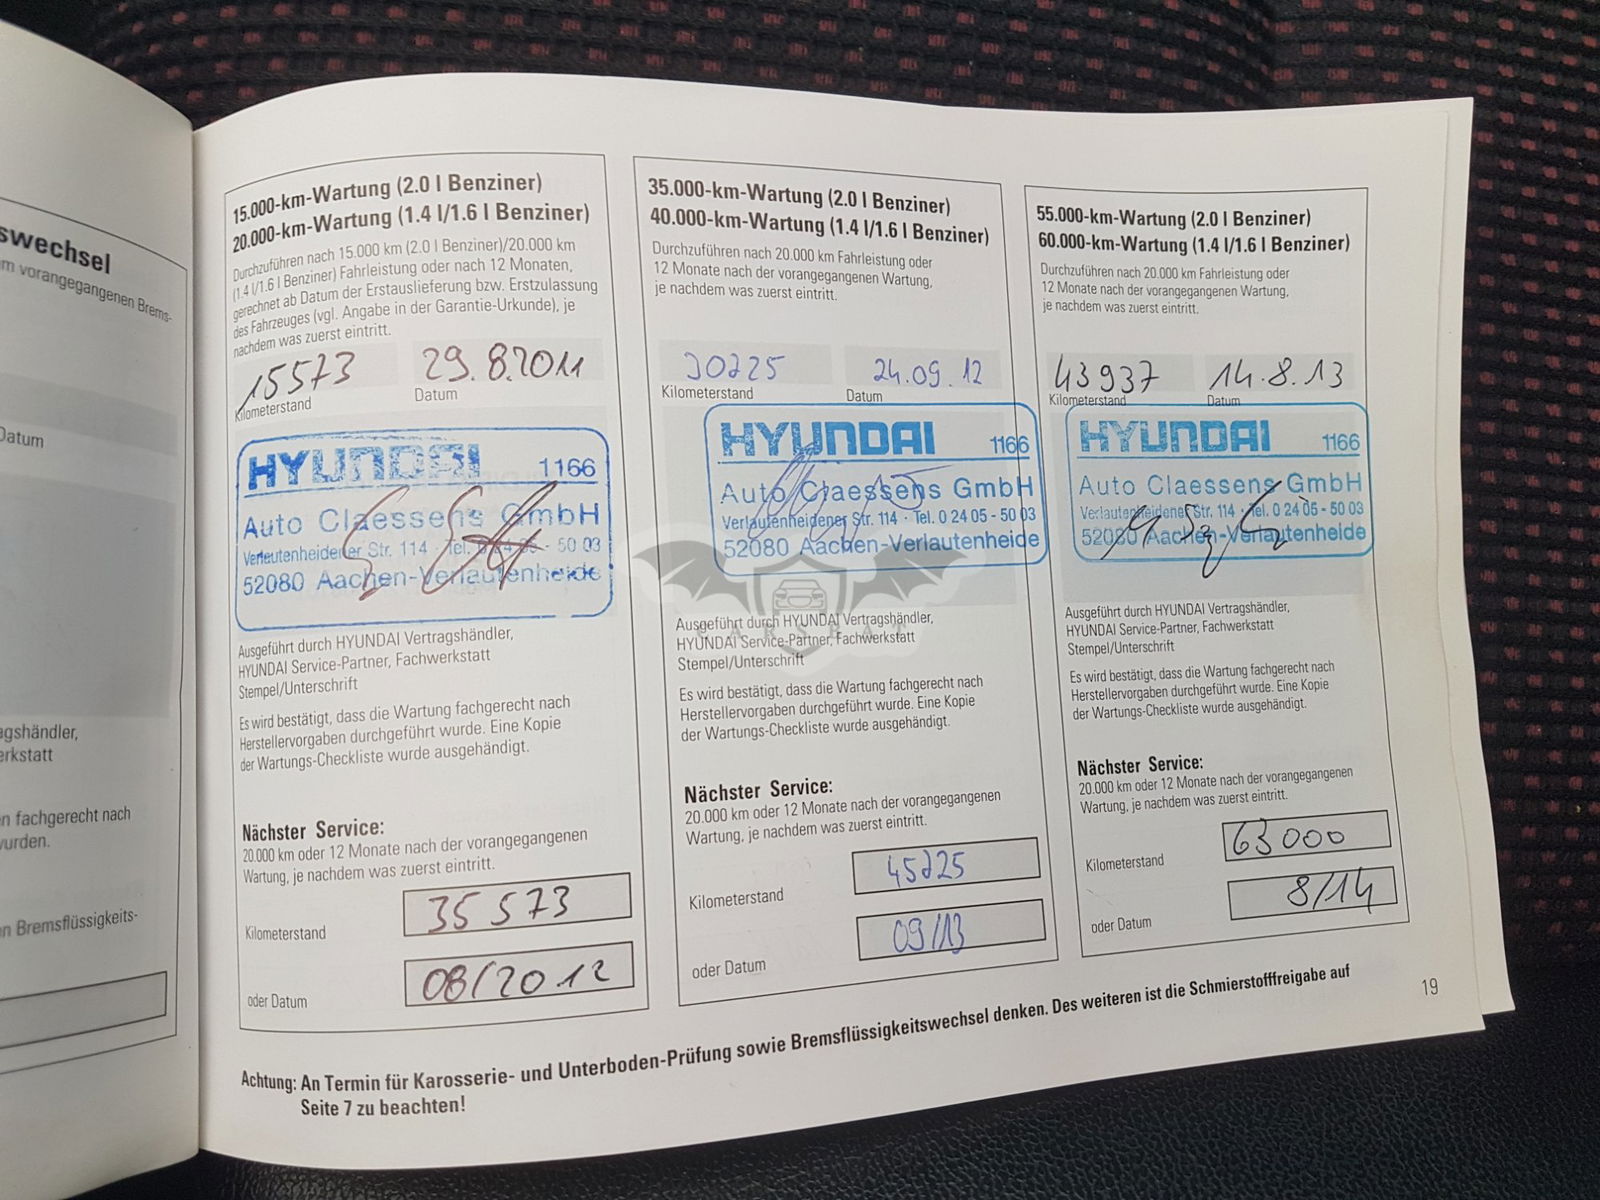 swechsel
m vorangegangenen Brems-
Datum
agshändler,
erkstatt
n fachgerecht nach
wurden.
en Bremsflüssigkeits-
15.000-km-Wartung (2.0 l Benziner)
20.000-km-Wartung (1.4 l/1.6 l Benziner)
Durchzuführen nach 15.000 km (2.0 l Benziner)/20.000 km
(1.4 l/1.6 l Benziner) Fahrleistung oder nach 12 Monaten,
gerechnet ab Datum der Erstauslieferung bzw. Erstzulassung
des Fahrzeuges (vgl. Angabe in der Garantie-Urkunde), je
nachdem was zuerst eintritt.
15573 29.8.2011
Kilometerstand Datum
HYUNDAI 1166
Auto Claessens GmbH
Verleutenheidener Str. 114 · Tel. 0 24 05 - 50 03
52080 Aachen-Verlautenheide
Ausgeführt durch HYUNDAI Vertragshändler,
HYUNDAI Service-Partner, Fachwerkstatt
Stempel/Unterschrift
Es wird bestätigt, dass die Wartung fachgerecht nach
Herstellervorgaben durchgeführt wurde. Eine Kopie
der Wartungs-Checkliste wurde ausgehändigt.
Nächster Service:
20.000 km oder 12 Monate nach der vorangegangenen
Wartung, je nachdem was zuerst eintritt.
Kilometerstand 35573
oder Datum 08/2012
35.000-km-Wartung (2.0 l Benziner)
40.000-km-Wartung (1.4 l/1.6 l Benziner)
Durchzuführen nach 20.000 km Fahrleistung oder
12 Monate nach der vorangegangenen Wartung,
je nachdem was zuerst eintritt.
30225 24.09.12
Kilometerstand Datum
HYUNDAI 1166
Auto Claessens GmbH
Verlautenheidener Str. 114 · Tel. 0 24 05 - 50 03
52080 Aachen-Verlautenheide
Ausgeführt durch HYUNDAI Vertragshändler,
HYUNDAI Service-Partner, Fachwerkstatt
Stempel/Unterschrift
Es wird bestätigt, dass die Wartung fachgerecht nach
Herstellervorgaben durchgeführt wurde. Eine Kopie
der Wartungs-Checkliste wurde ausgehändigt.
Nächster Service:
20.000 km oder 12 Monate nach der vorangegangenen
Wartung, je nachdem was zuerst eintritt.
Kilometerstand 45225
oder Datum 09/13
55.000-km-Wartung (2.0 l Benziner)
60.000-km-Wartung (1.4 l/1.6 l Benziner)
Durchzuführen nach 20.000 km Fahrleistung oder
12 Monate nach der vorangegangenen Wartung,
je nachdem was zuerst eintritt.
43937 14.8.13
Kilometerstand Datum
HYUNDAI 1166
Auto Claessens GmbH
Verlautenheidener Str. 114 · Tel. 0 24 05 - 50 03
52080 Aachen-Verlautenheide
Ausgeführt durch HYUNDAI Vertragshändler,
HYUNDAI Service-Partner, Fachwerkstatt
Stempel/Unterschrift
Es wird bestätigt, dass die Wartung fachgerecht nach
Herstellervorgaben durchgeführt wurde. Eine Kopie
der Wartungs-Checkliste wurde ausgehändigt.
Nächster Service:
20.000 km oder 12 Monate nach der vorangegangenen
Wartung, je nachdem was zuerst eintritt.
Kilometerstand 63000
oder Datum 8/14
Achtung: An Termin für Karosserie- und Unterboden-Prüfung sowie Bremsflüssigkeitswechsel denken. Des weiteren ist die Schmierstofffreigabe auf
Seite 7 zu beachten!
19